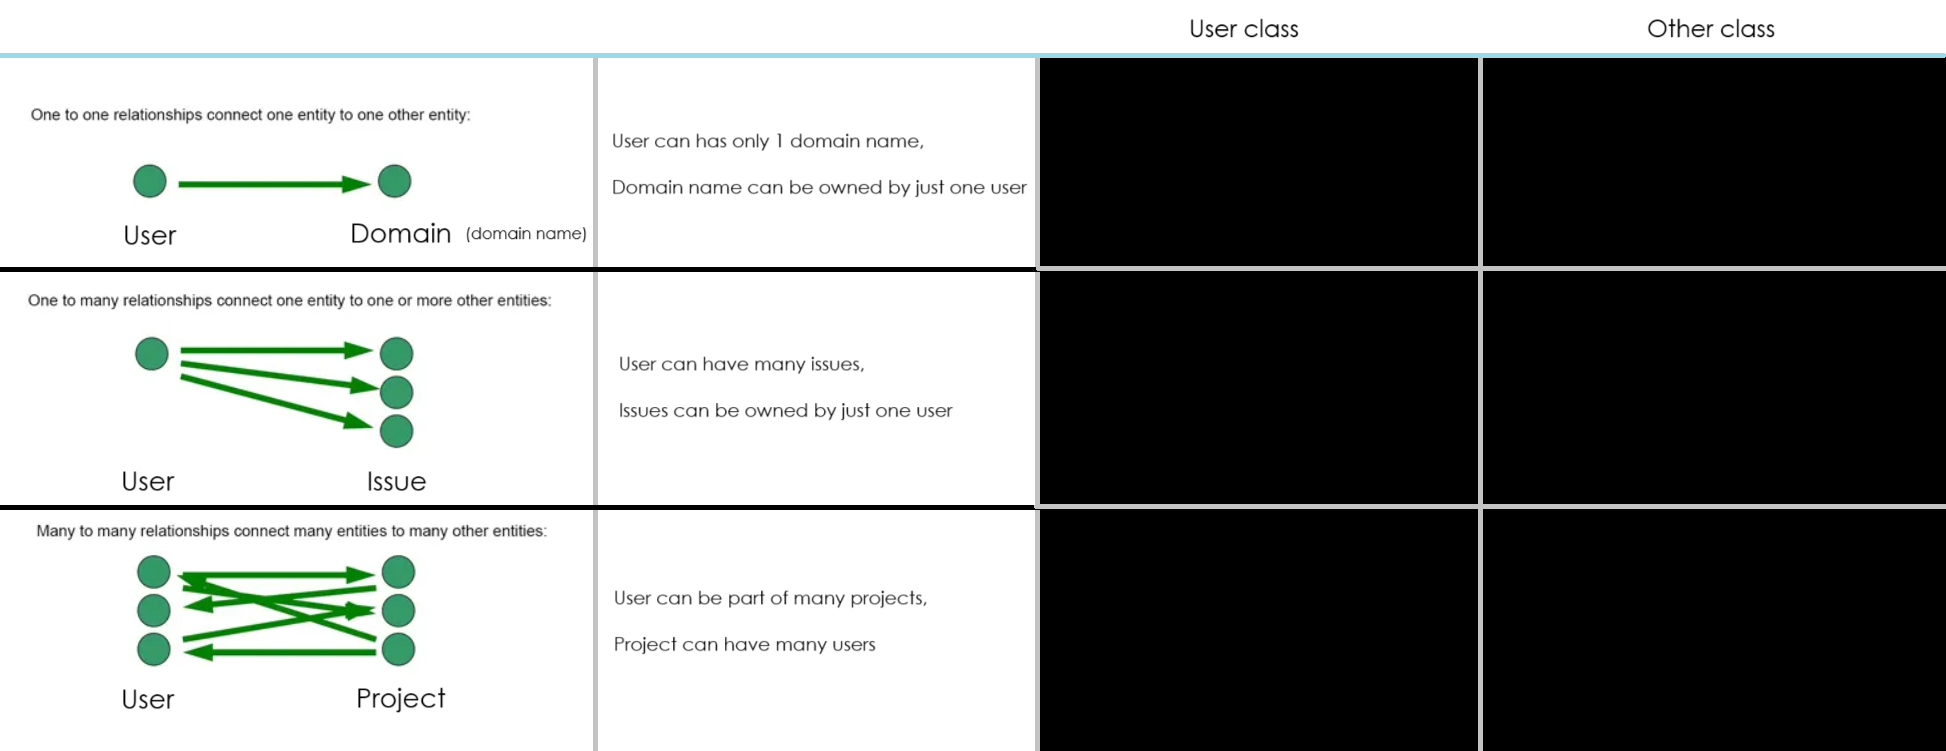 User class
Other class
One to one relationships connect one entity to one other entity:
User
Domain (domain name)
User can has only 1 domain name,
Domain name can be owned by just one user
One to many relationships connect one entity to one or more other entities:
User
Issue
User can have many issues,
Issues can be owned by just one user
Many to many relationships connect many entities to many other entities:
User
Project
User can be part of many projects,
Project can have many users